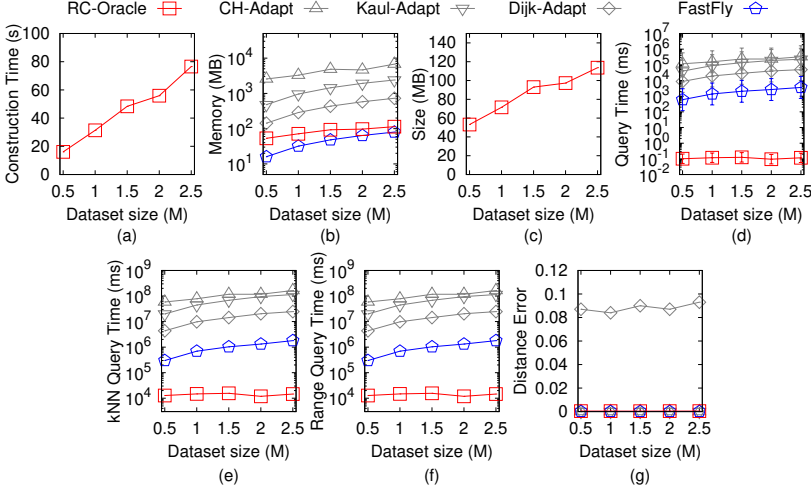 RC-Oracle CH-Adapt Kaul-Adapt Dijk-Adapt FastFly
Construction Time (s)
100
80
60
40
20
0
0.5 1 1.5 2 2.5
Dataset size (M)
(a)
Memory (MB)
10^4
10^3
10^2
10^1
0.5 1 1.5 2 2.5
Dataset size (M)
(b)
Size (MB)
140
120
100
80
60
40
20
0
0.5 1 1.5 2 2.5
Dataset size (M)
(c)
Query Time (ms)
10^7
10^6
10^5
10^4
10^3
10^2
10^1
10^0
10^-1
10^-2
0.5 1 1.5 2 2.5
Dataset size (M)
(d)
kNN Query Time (ms)
10^9
10^8
10^7
10^6
10^5
10^4
0.5 1 1.5 2 2.5
Dataset size (M)
(e)
Range Query Time (ms)
10^9
10^8
10^7
10^6
10^5
10^4
0.5 1 1.5 2 2.5
Dataset size (M)
(f)
Distance Error
0.12
0.1
0.08
0.06
0.04
0.02
0
0.5 1 1.5 2 2.5
Dataset size (M)
(g)